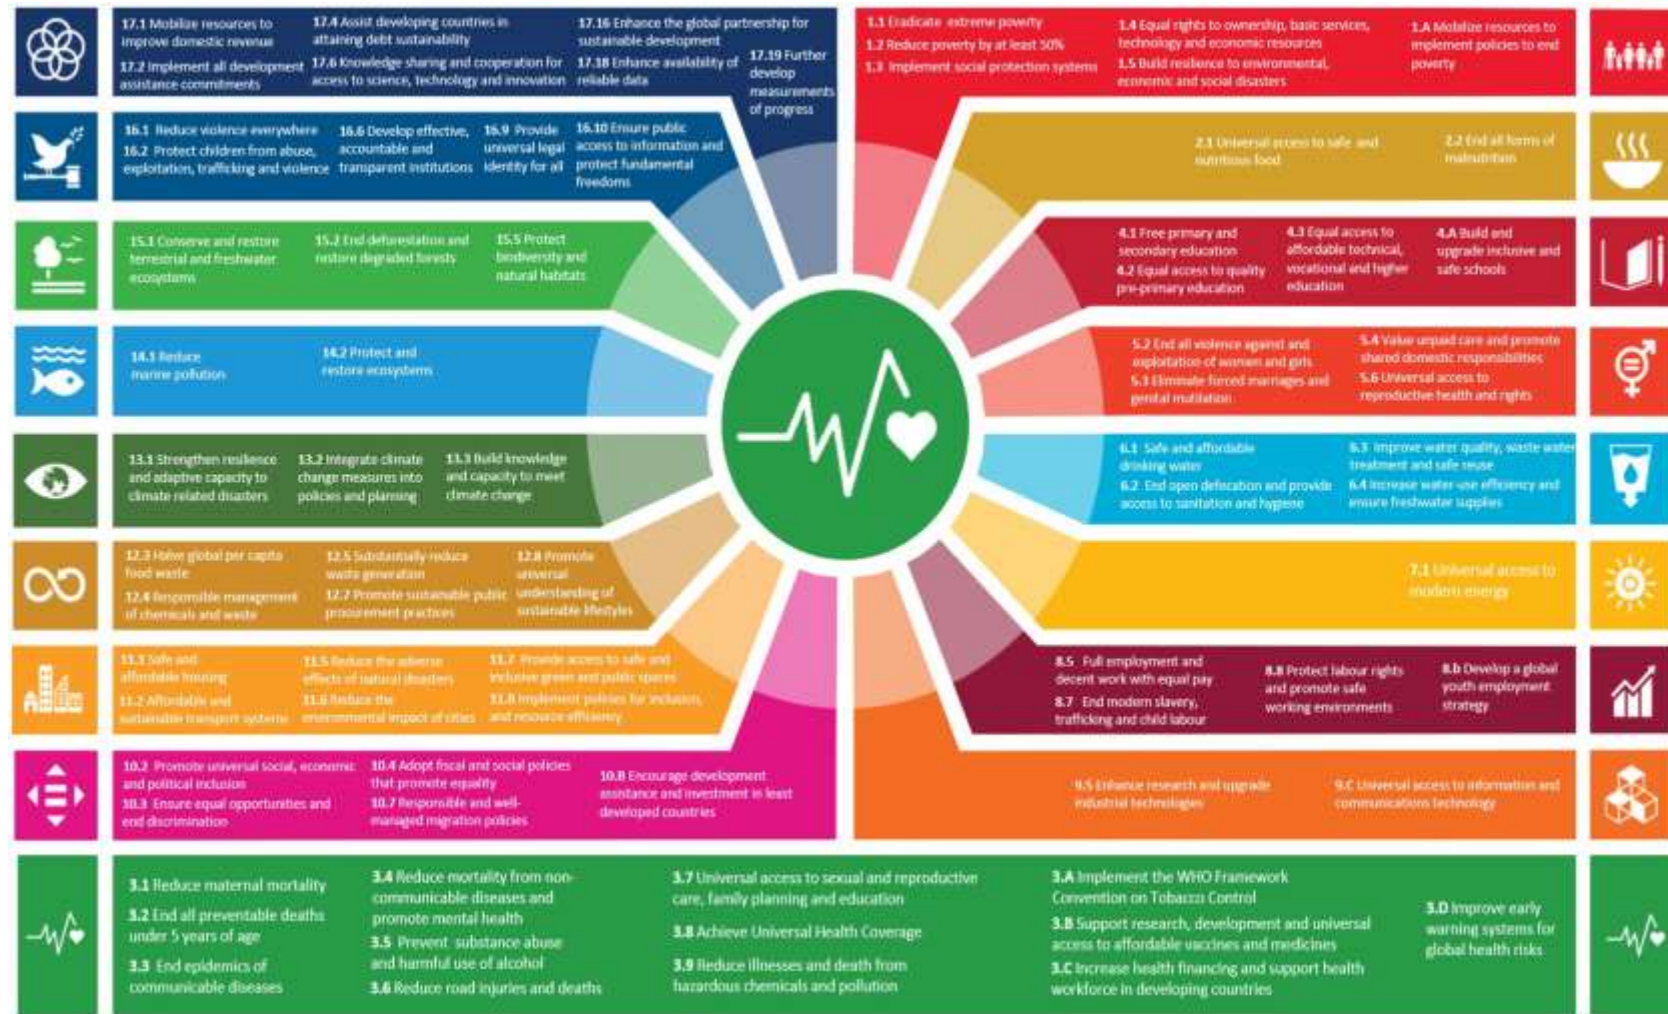 17.1 Mobilize resources to
improve domestic revenue
17.2 Implement all development
assistance commitments
17.4 Assist developing countries in
attaining debt sustainability
17.6 Knowledge sharing and cooperation for
access to science, technology and innovation
17.16 Enhance the global partnership for
sustainable development
17.18 Enhance availability of
reliable data
17.19 Further
develop
measurements
of progress
1.1 Eradicate extreme poverty
1.2 Reduce poverty by at least 50%
1.3 Implement social protection systems
1.4 Equal rights to ownership, basic services,
technology and economic resources
1.5 Build resilience to environmental,
economic and social disasters
1.A Mobilize resources to
implement policies to end
poverty
16.1 Reduce violence everywhere
16.2 Protect children from abuse,
exploitation, trafficking and violence
16.6 Develop effective,
accountable and
transparent institutions
16.9 Provide
universal legal
identity for all
16.10 Ensure public
access to information and
protect fundamental
freedoms
2.1 Universal access to safe and
nutritious food
2.2 End all forms of
malnutrition
15.1 Conserve and restore
terrestrial and freshwater
ecosystems
15.2 End deforestation and
restore degraded forests
15.5 Protect
biodiversity and
natural habitats
4.1 Free primary and
secondary education
4.2 Equal access to quality
pre-primary education
4.3 Equal access to
affordable technical,
vocational and higher
education
4.A Build and
upgrade inclusive and
safe schools
14.1 Reduce
marine pollution
14.2 Protect and
restore ecosystems
5.2 End all violence against and
exploitation of women and girls
5.3 Eliminate forced marriages and
genital mutilation
5.4 Value unpaid care and promote
shared domestic responsibilities
5.6 Universal access to
reproductive health and rights
13.1 Strengthen resilience
and adaptive capacity to
climate related disasters
13.2 Integrate climate
change measures into
policies and planning
13.3 Build knowledge
and capacity to meet
climate change
6.1 Safe and affordable
drinking water
6.2 End open defecation and provide
access to sanitation and hygiene
6.3 Improve water quality, waste water
treatment and safe reuse
6.4 Increase water-use efficiency and
ensure freshwater supplies
12.3 Halve global per capita
food waste
12.4 Responsible management
of chemicals and waste
12.5 Substantially reduce
waste generation
12.7 Promote sustainable public
procurement practices
12.8 Promote
universal
understanding of
sustainable lifestyles
7.1 Universal access to
modern energy
11.1 Safe and
affordable housing
11.2 Affordable and
sustainable transport systems
11.5 Reduce the adverse
effects of natural disasters
11.6 Reduce the
environmental impact of cities
11.7 Provide access to safe and
inclusive green and public spaces
11.B Implement policies for inclusion,
and resource efficiency
8.5 Full employment and
decent work with equal pay
8.7 End modern slavery,
trafficking and child labour
8.8 Protect labour rights
and promote safe
working environments
8.b Develop a global
youth employment
strategy
10.2 Promote universal social, economic
and political inclusion
10.3 Ensure equal opportunities and
end discrimination
10.4 Adopt fiscal and social policies
that promote equality
10.7 Responsible and well-
managed migration policies
10.B Encourage development
assistance and investment in least
developed countries
9.5 Enhance research and upgrade
industrial technologies
9.C Universal access to information and
communications technology
3.1 Reduce maternal mortality
3.2 End all preventable deaths
under 5 years of age
3.3 End epidemics of
communicable diseases
3.4 Reduce mortality from non-
communicable diseases and
promote mental health
3.5 Prevent substance abuse
and harmful use of alcohol
3.6 Reduce road injuries and deaths
3.7 Universal access to sexual and reproductive
care, family planning and education
3.8 Achieve Universal Health Coverage
3.9 Reduce illnesses and death from
hazardous chemicals and pollution
3.A Implement the WHO Framework
Convention on Tobacco Control
3.B Support research, development and universal
access to affordable vaccines and medicines
3.C Increase health financing and support health
workforce in developing countries
3.D Improve early
warning systems for
global health risks